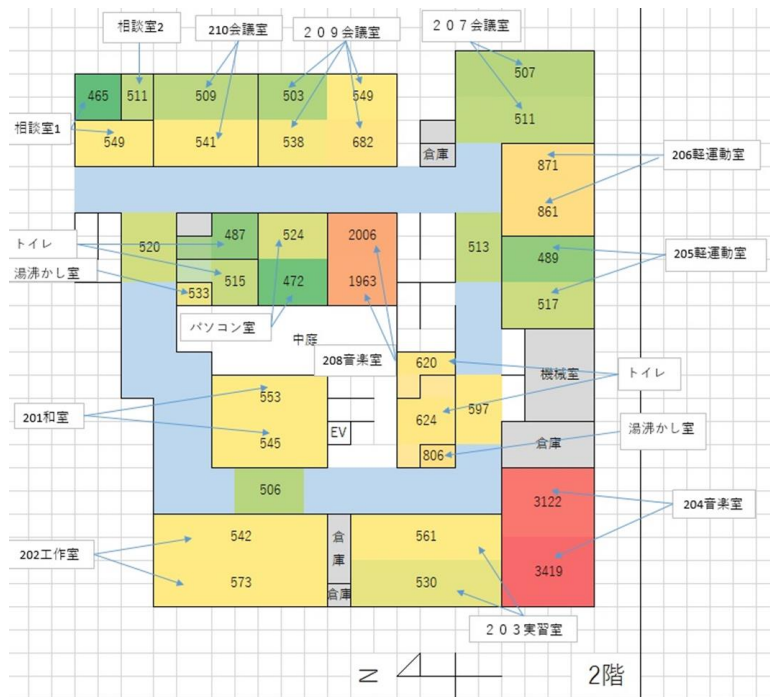 相談室2
210会議室
２０９会議室
２０７会議室
465
511
509
503
549
507
511
相談室1
549
541
538
682
倉庫
871
206軽運動室
861
520
487
524
2006
513
489
205軽運動室
トイレ
湯沸かし室
533
515
472
1963
517
パソコン室
中庭
208音楽室
620
トイレ
機械室
553
624
597
201和室
545
EV
806
湯沸かし室
倉庫
506
3122
204音楽室
542
倉庫
561
202工作室
573
倉庫
530
3419
２０３実習室
N
2階